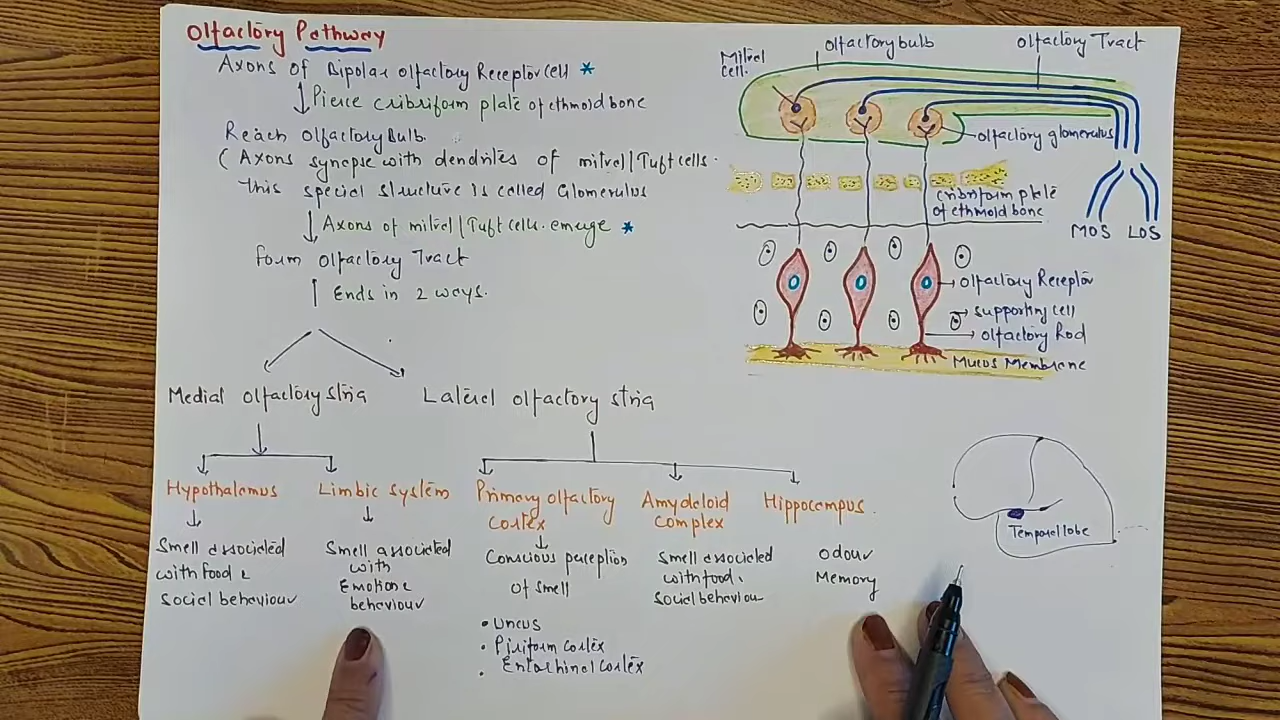 Olfactory Pathway
Axons of Bipolar olfactory Receptor cell *
Pierce cribriform plate of ethmoid bone
Reach Olfactory Bulb.
(Axons synapse with dendrites of mitral/Tuft cells.
This special structure is called Glomerulus
Axons of mitral/Tuft cells. emerge *
form olfactory Tract
Ends in 2 ways.
Medial olfactory stria
Lateral olfactory stria
Hypothalamus
Limbic system
Primary olfactory
cortex
Amydeloid
complex
Hippocampus.
Smell associated
with food &
Social behaviour
Smell associated
with
Emotion &
behaviour
Conscious perception
of smell
• Uncus
• Piriform cortex
• Entorhinal cortex
Smell associated
with food &
Social behaviou
Odour
Memory
Mitral
cell.
Olfactory bulb
Olfactory Tract
olfactory glomerulus
cribriform plate
of ethmoid bone
MOS LOS
olfactory Receptor
supporting cell
olfactory Rod
Mucus Membrane
Temporal lobe